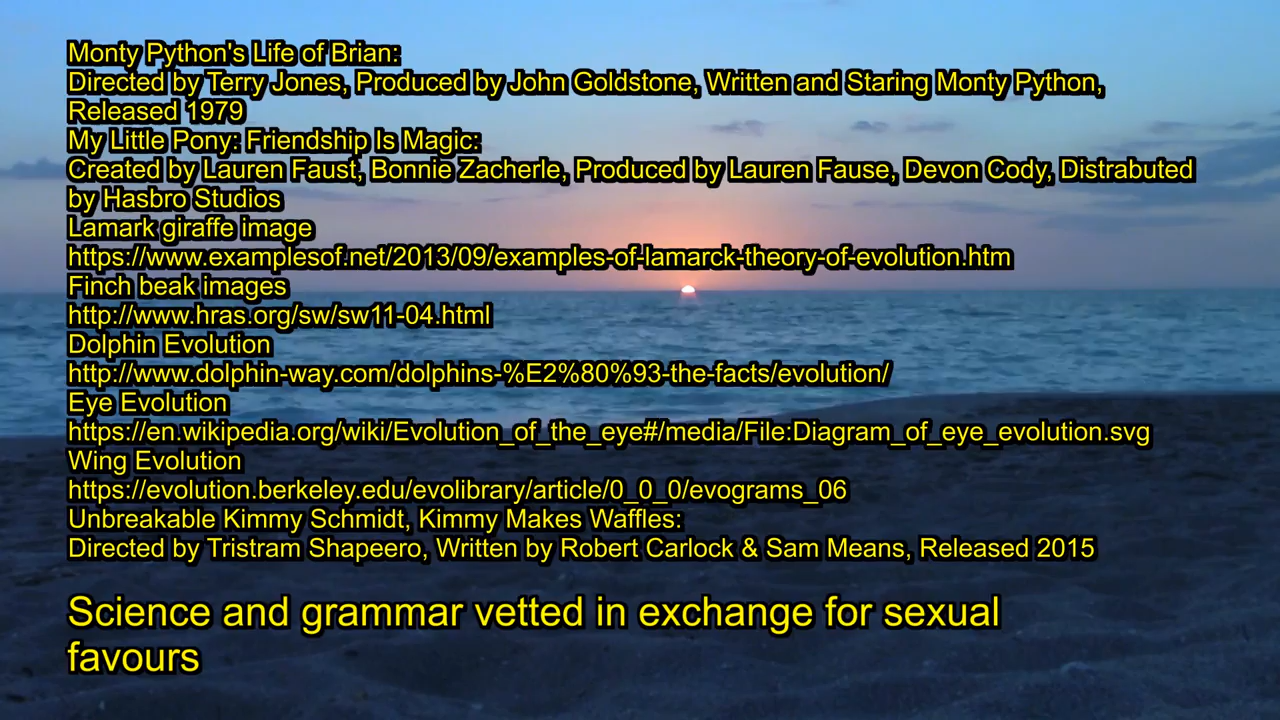 Monty Python's Life of Brian:
Directed by Terry Jones, Produced by John Goldstone, Written and Staring Monty Python,
Released 1979
My Little Pony: Friendship Is Magic:
Created by Lauren Faust, Bonnie Zacherle, Produced by Lauren Fause, Devon Cody, Distrabuted
by Hasbro Studios
Lamark giraffe image
https://www.examplesof.net/2013/09/examples-of-lamarck-theory-of-evolution.htm
Finch beak images
http://www.hras.org/sw/sw11-04.html
Dolphin Evolution
http://www.dolphin-way.com/dolphins-%E2%80%93-the-facts/evolution/
Eye Evolution
https://en.wikipedia.org/wiki/Evolution_of_the_eye#/media/File:Diagram_of_eye_evolution.svg
Wing Evolution
https://evolution.berkeley.edu/evolibrary/article/0_0_0/evograms_06
Unbreakable Kimmy Schmidt, Kimmy Makes Waffles:
Directed by Tristram Shapeero, Written by Robert Carlock & Sam Means, Released 2015
Science and grammar vetted in exchange for sexual
favours